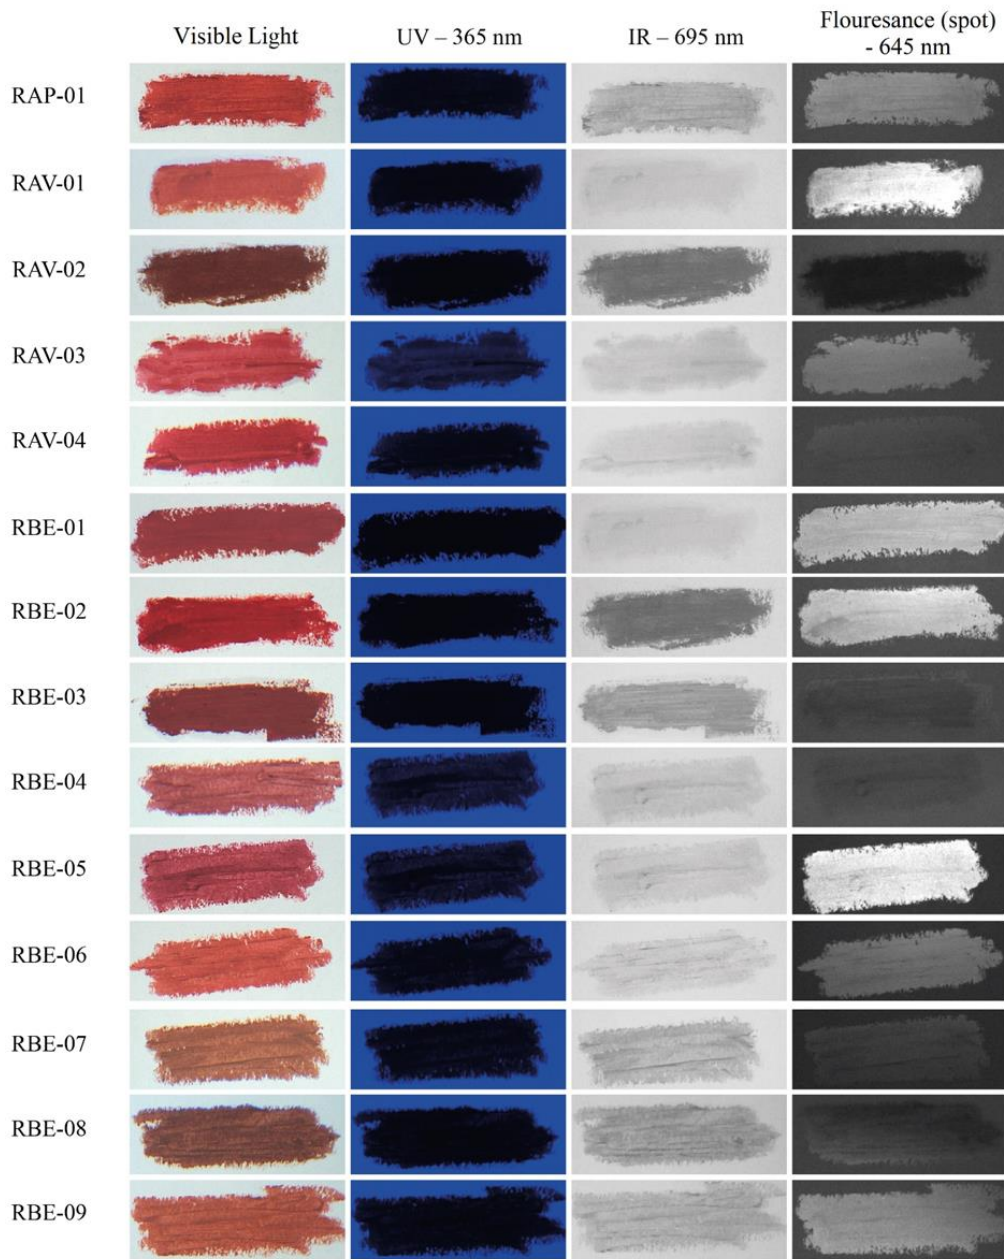 Visible Light UV – 365 nm IR – 695 nm Flouresance (spot)
- 645 nm
RAP-01
RAV-01
RAV-02
RAV-03
RAV-04
RBE-01
RBE-02
RBE-03
RBE-04
RBE-05
RBE-06
RBE-07
RBE-08
RBE-09